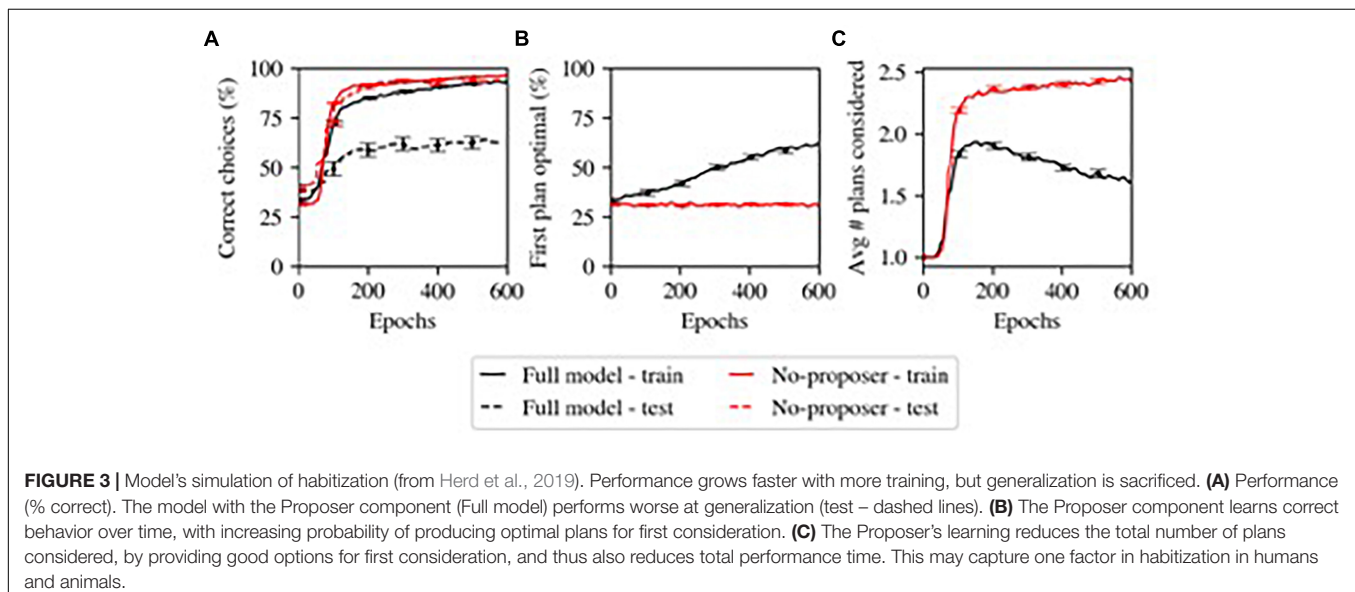 A
B
C
Correct choices (%)
100
75
50
25
0
0
200
400
600
Epochs
First plan optimal (%)
100
75
50
25
0
0
200
400
600
Epochs
Avg # plans considered
2.5
2.0
1.5
1.0
0
200
400
600
Epochs
Full model - train
No-proposer - train
Full model - test
No-proposer - test
FIGURE 3 | Model's simulation of habitization (from Herd et al., 2019). Performance grows faster with more training, but generalization is sacrificed. (A) Performance
(% correct). The model with the Proposer component (Full model) performs worse at generalization (test – dashed lines). (B) The Proposer component learns correct
behavior over time, with increasing probability of producing optimal plans for first consideration. (C) The Proposer's learning reduces the total number of plans
considered, by providing good options for first consideration, and thus also reduces total performance time. This may capture one factor in habitization in humans
and animals.